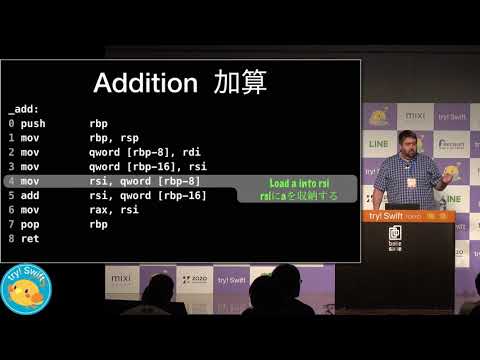 Addition 加算
_add:
0 push rbp
1 mov rbp, rsp
2 mov qword [rbp-8], rdi
3 mov qword [rbp-16], rsi
4 mov rsi, qword [rbp-8]
5 add rsi, qword [rbp-16]
6 mov rax, rsi
7 pop rbp
8 ret
Load a into rsi
rsiにaを収納する
mixi
LINE
try! Swift TOKYO
try! Swift
mixi
ZOZO
try! Swift